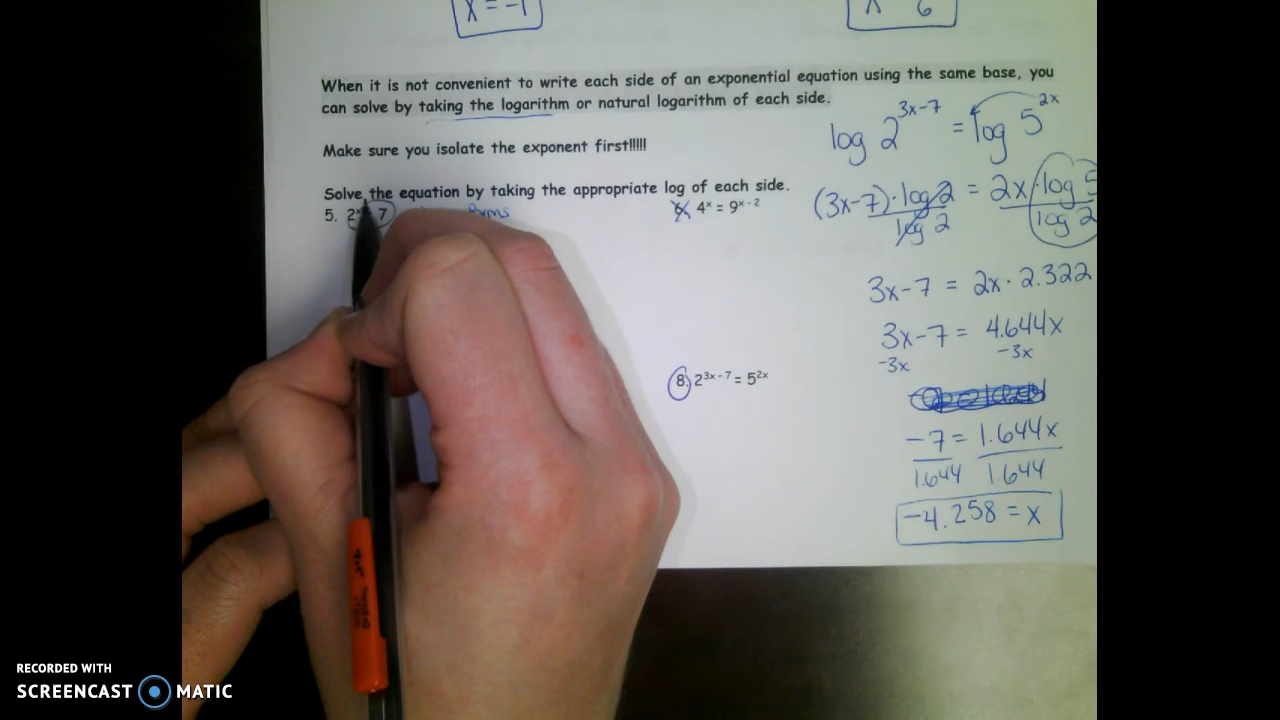 x = -1
6
When it is not convenient to write each side of an exponential equation using the same base, you
can solve by taking the logarithm or natural logarithm of each side.
Make sure you isolate the exponent first!!!!!
Solve the equation by taking the appropriate log of each side.
5. 2ˣ 7
4ˣ = 9ˣ⁻²
8. 2³ˣ⁻⁷ = 5²ˣ
log 2³ˣ⁻⁷ = log 5²ˣ
(3x-7)·log 2 = 2x·log 5
log 2 log 2
3x-7 = 2x·2.322
3x-7 = 4.644x
-3x -3x
-7 = 1.644x
1.644 1.644
-4.258 = x
RECORDED WITH
SCREENCAST MATIC